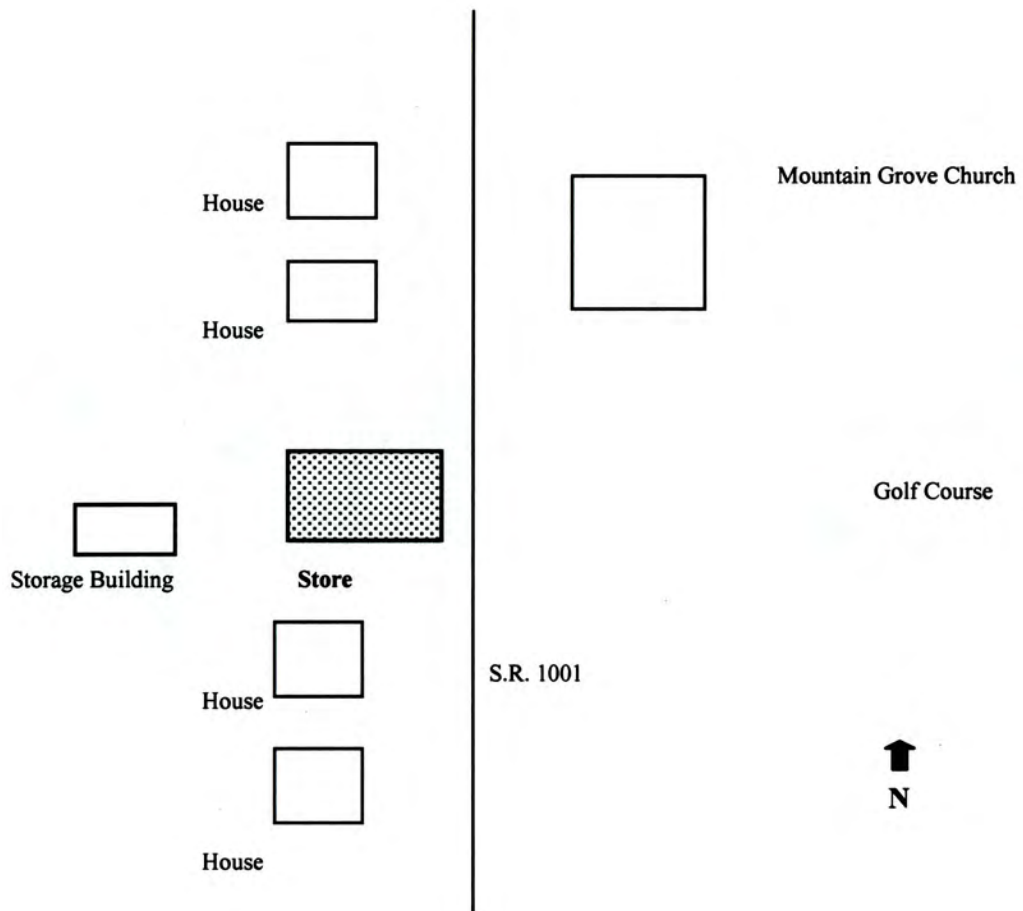 Mountain Grove Church
House
House
Golf Course
Storage Building
Store
S.R. 1001
House
N
House